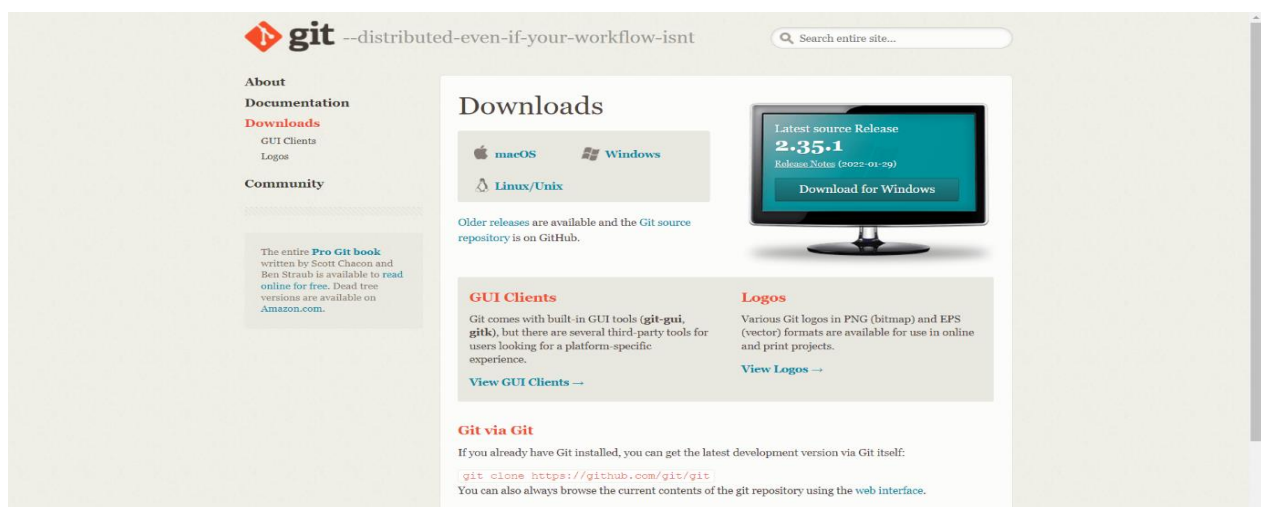 git --distributed-even-if-your-workflow-isnt
Search entire site...
About
Documentation
Downloads
GUI Clients
Logos
Community
The entire Pro Git book
written by Scott Chacon and
Ben Straub is available to read
online for free. Dead tree
versions are available on
Amazon.com.
Downloads
macOS
Windows
Linux/Unix
Older releases are available and the Git source
repository is on GitHub.
Latest source Release
2.35.1
Release Notes (2022-01-29)
Download for Windows
GUI Clients
Git comes with built-in GUI tools (git-gui,
gitk), but there are several third-party tools for
users looking for a platform-specific
experience.
View GUI Clients →
Logos
Various Git logos in PNG (bitmap) and EPS
(vector) formats are available for use in online
and print projects.
View Logos →
Git via Git
If you already have Git installed, you can get the latest development version via Git itself:
git clone https://github.com/git/git
You can also always browse the current contents of the git repository using the web interface.